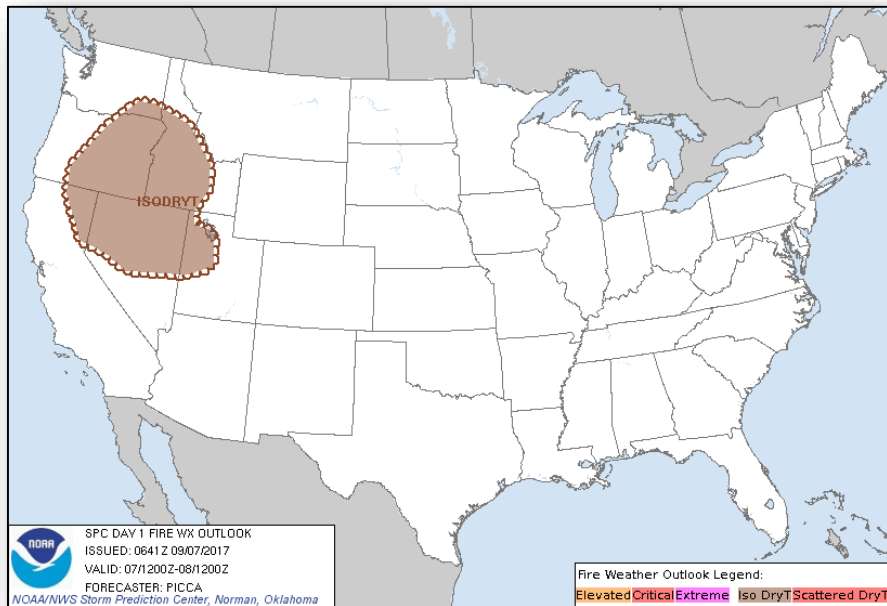 ISODRYT
SPC DAY 1 FIRE WX OUTLOOK
ISSUED: 0641Z 09/07/2017
VALID: 07/1200Z-08/1200Z
FORECASTER: PICCA
NOAA
NOAA/NWS Storm Prediction Center, Norman, Oklahoma
Fire Weather Outlook Legend:
Elevated Critical Extreme Iso DryT Scattered DryT